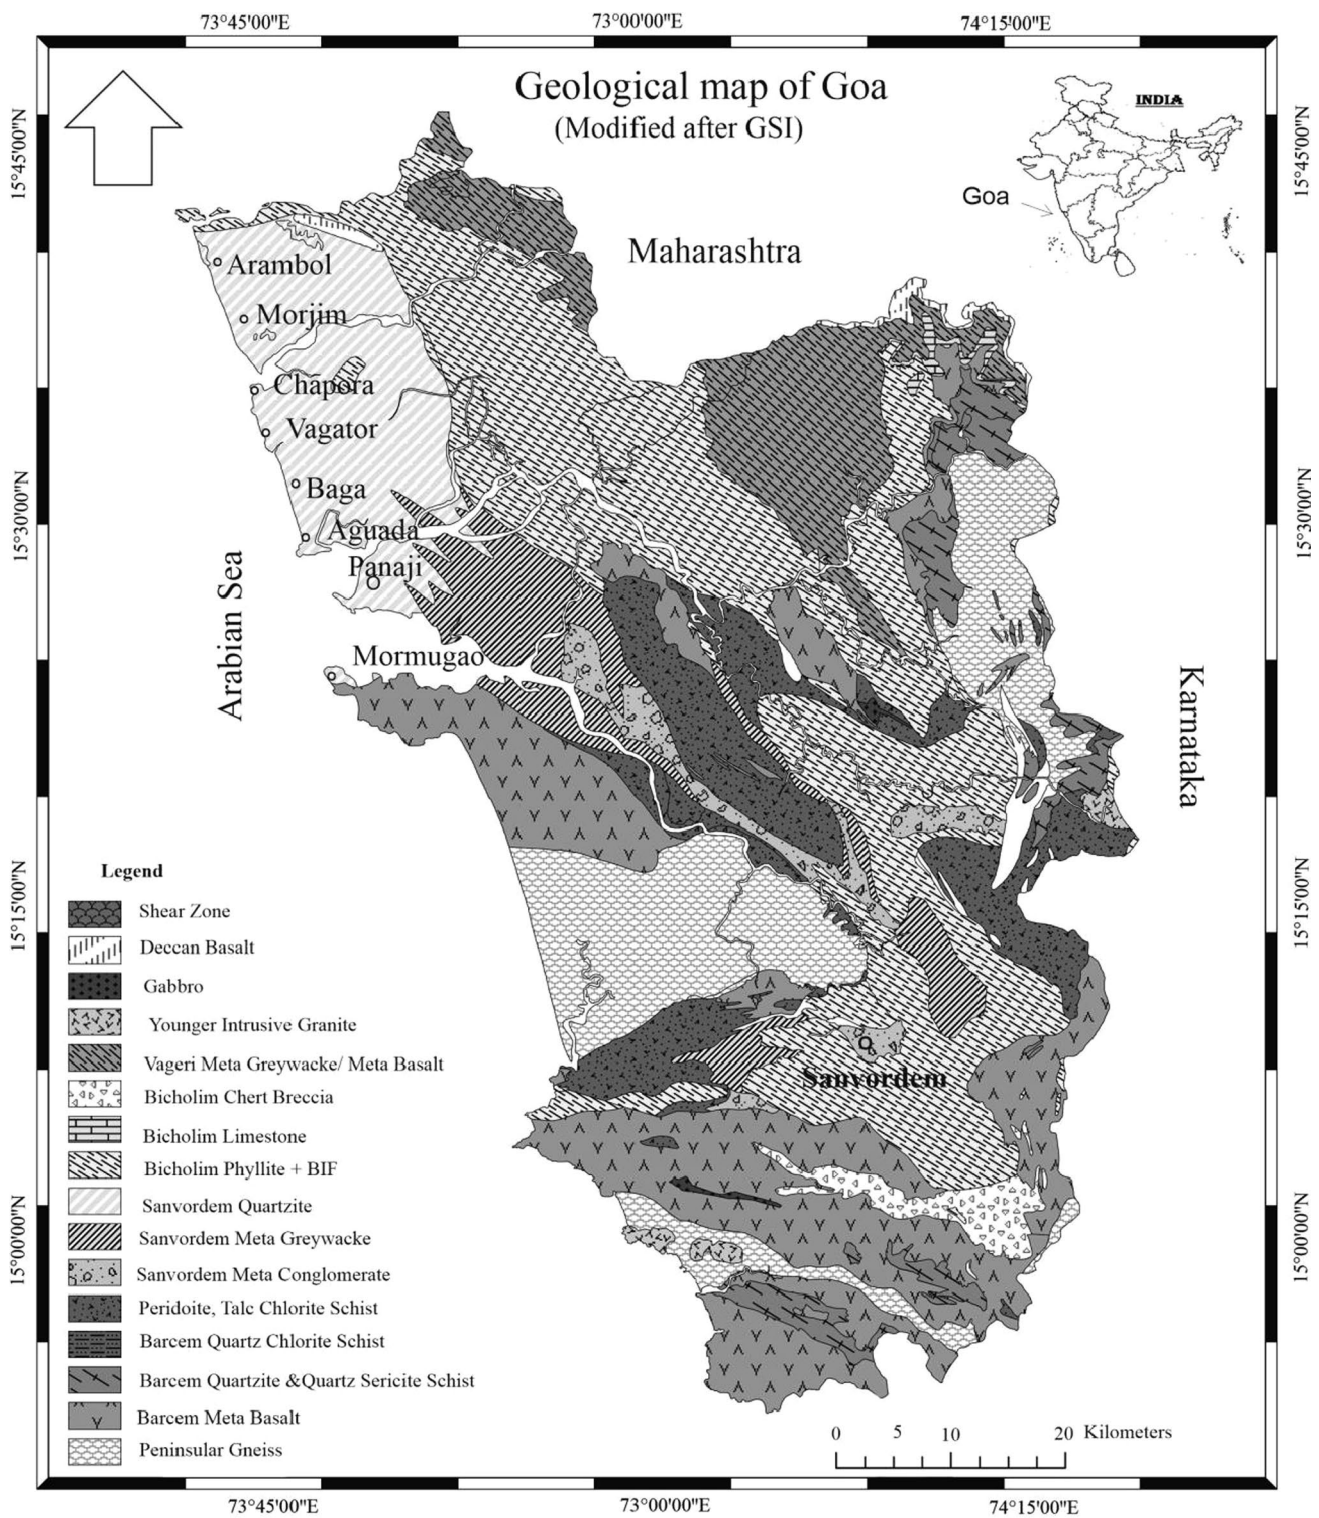 73°45'00"E
73°00'00"E
74°15'00"E
Geological map of Goa
(Modified after GSI)
INDIA
Goa
15°45'00"N
15°45'00"N
Maharashtra
Arambol
Morjim
Chapora
Vagator
Baga
Aguada
Panaji
15°30'00"N
15°30'00"N
Arabian Sea
Mormugao
Karnataka
Sanvordem
15°15'00"N
15°15'00"N
Legend
Shear Zone
Deccan Basalt
Gabbro
Younger Intrusive Granite
Vageri Meta Greywacke/ Meta Basalt
Bicholim Chert Breccia
Bicholim Limestone
Bicholim Phyllite + BIF
Sanvordem Quartzite
Sanvordem Meta Greywacke
Sanvordem Meta Conglomerate
Peridoite, Talc Chlorite Schist
Barcem Quartz Chlorite Schist
Barcem Quartzite &Quartz Sericite Schist
Barcem Meta Basalt
Peninsular Gneiss
15°00'00"N
15°00'00"N
0 5 10 20 Kilometers
73°45'00"E
73°00'00"E
74°15'00"E